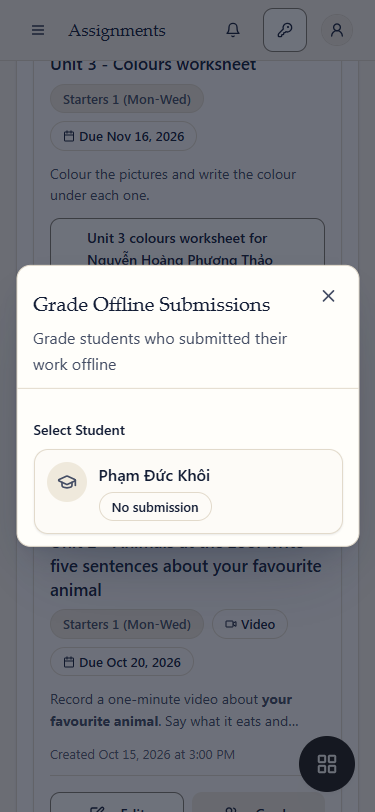 Assignments
Unit 3 - Colours worksheet
Starters 1 (Mon-Wed)
Due Nov 16, 2026
Colour the pictures and write the colour
under each one.
Unit 3 colours worksheet for
Nguyễn Hoàng Phương Thảo
Grade Offline Submissions
Grade students who submitted their
work offline
Select Student
Phạm Đức Khôi
No submission
five sentences about your favourite
animal
Starters 1 (Mon-Wed)
Video
Due Oct 20, 2026
Record a one-minute video about your
favourite animal. Say what it eats and...
Created Oct 15, 2026 at 3:00 PM
Edit